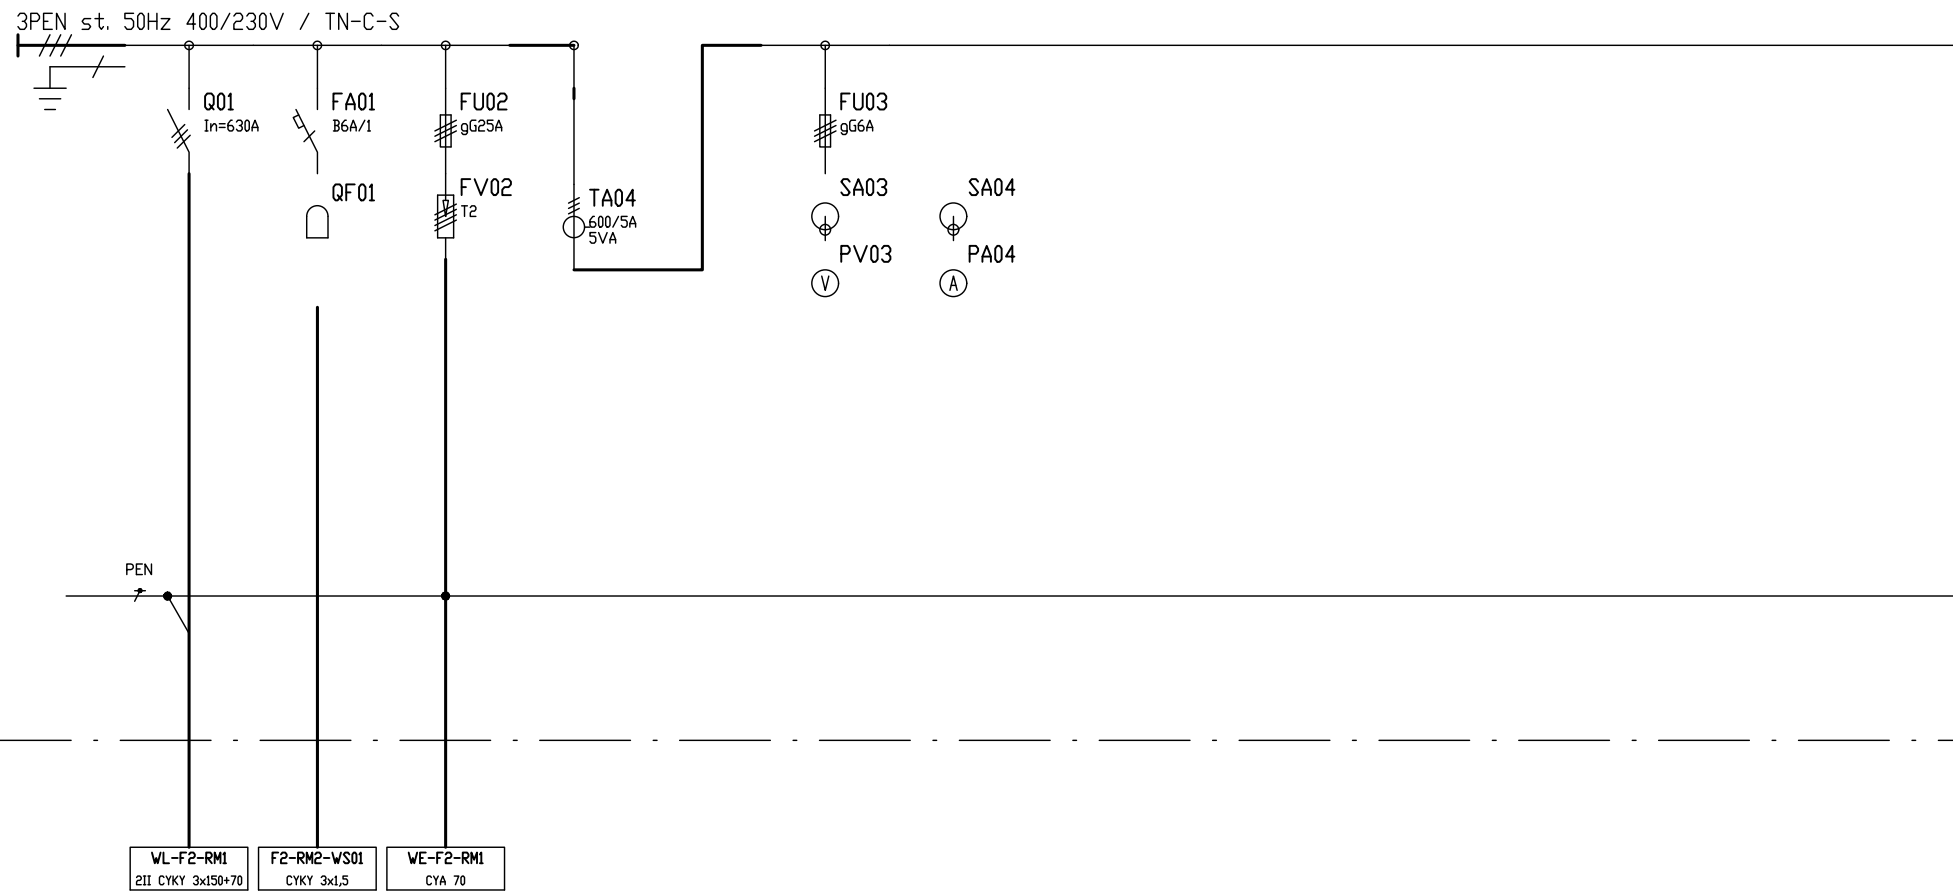 3PEN st. 50Hz 400/230V / TN-C-S
Q01
In=630A
FA01
B6A/1
FU02
gG25A
FU03
gG6A
QF01
FV02
T2
TA04
600/5A
5VA
SA03
SA04
PV03
PA04
V
A
PEN
WL-F2-RM1
2II CYKY 3x150+70
F2-RM2-WS01
CYKY 3x1,5
WE-F2-RM1
CYA 70